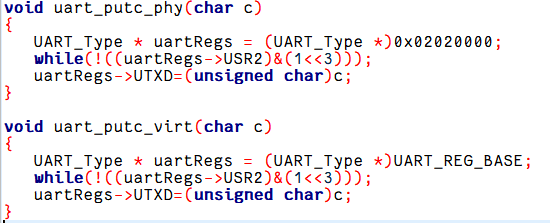 void uart_putc_phy(char c)
{
    UART_Type * uartRegs = (UART_Type *)0x02020000;
    while(!((uartRegs->USR2)&(1<<3)));
    uartRegs->UTXD=(unsigned char)c;
}
void uart_putc_virt(char c)
{
    UART_Type * uartRegs = (UART_Type *)UART_REG_BASE;
    while(!((uartRegs->USR2)&(1<<3)));
    uartRegs->UTXD=(unsigned char)c;
}